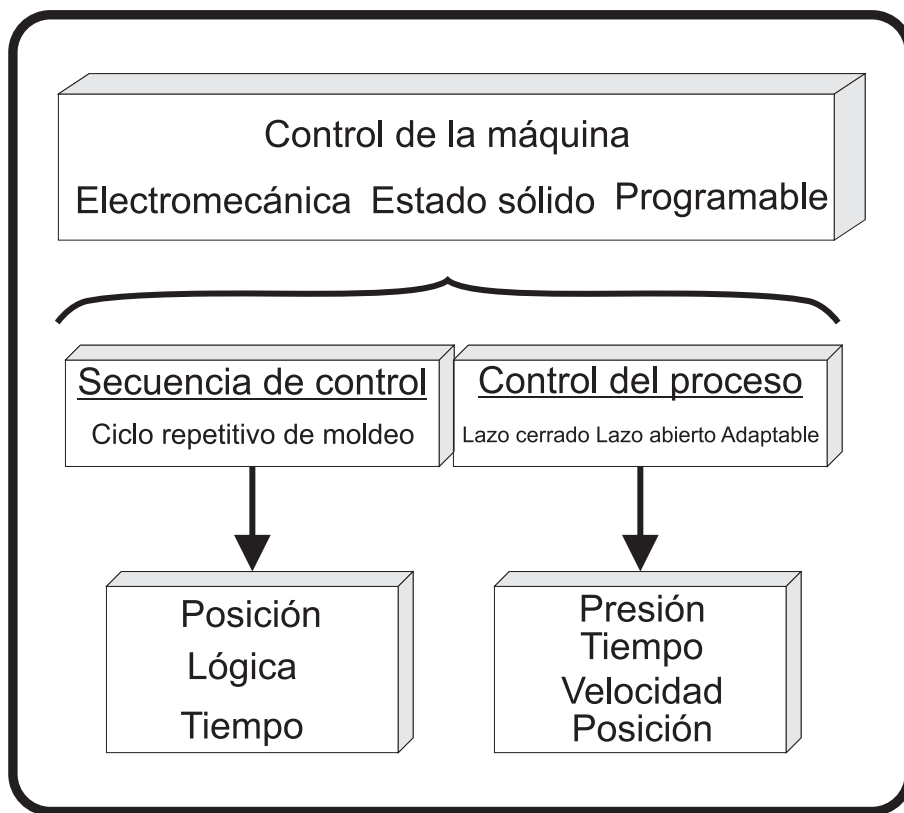 Control de la máquina
Electromecánica Estado sólido Programable
Secuencia de control
Ciclo repetitivo de moldeo
Control del proceso
Lazo cerrado Lazo abierto Adaptable
Posición
Lógica
Tiempo
Presión
Tiempo
Velocidad
Posición